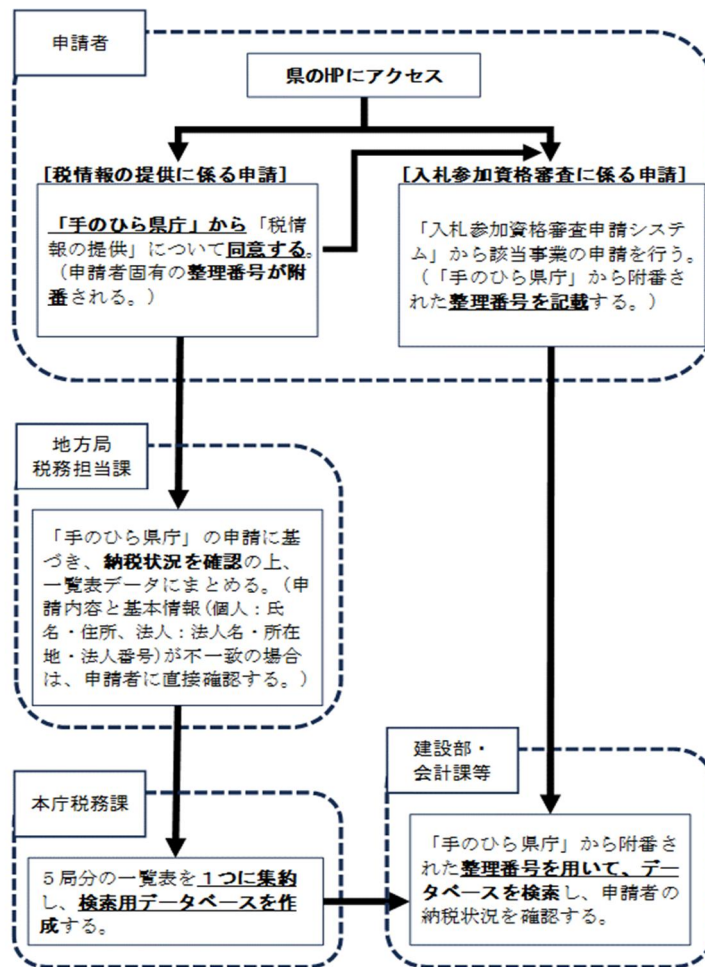 申請者
県のHPにアクセス
[税情報の提供に係る申請]
「手のひら県庁」から「税情
報の提供」について同意する。
（申請者固有の整理番号が附
番される。）
[入札参加資格審査に係る申請]
「入札参加資格審査申請システ
ム」から該当事業の申請を行う。
（「手のひら県庁」から附番さ
れた整理番号を記載する。）
地方局
税務担当課
「手のひら県庁」の申請に基
づき、納税状況を確認の上、
一覧表データにまとめる。（申
請内容と基本情報(個人：氏
名・住所、法人：法人名・所在
地・法人番号)が不一致の場合
は、申請者に直接確認する。）
本庁税務課
５局分の一覧表を１つに集約
し、検索用データベースを作
成する。
建設部・
会計課等
「手のひら県庁」から附番され
た整理番号を用いて、デー
タベースを検索し、申請者の
納税状況を確認する。